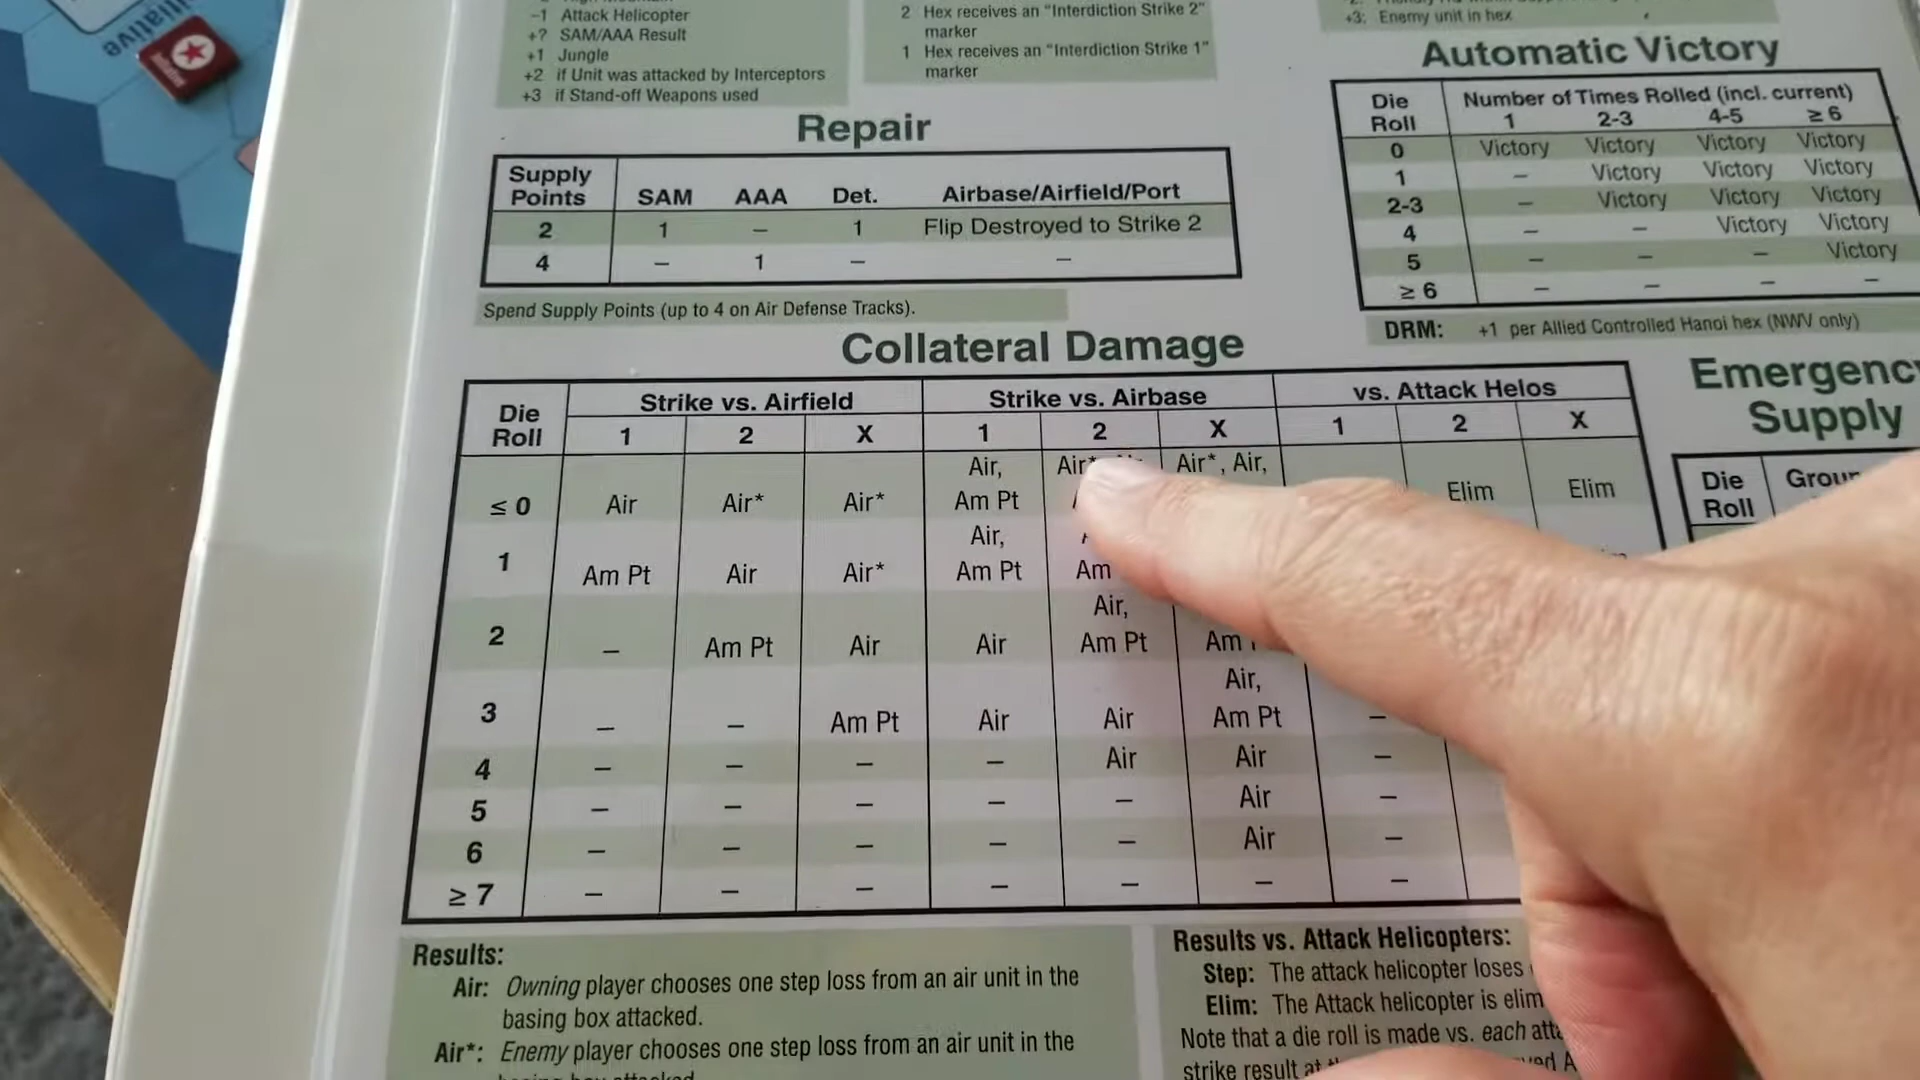 Initiative
−1 Attack Helicopter
+? SAM/AAA Result
+1 Jungle
+2 if Unit was attacked by Interceptors
+3 if Stand-off Weapons used
2 Hex receives an “Interdiction Strike 2”
marker
1 Hex receives an “Interdiction Strike 1”
marker
+3: Enemy unit in hex
Repair
Supply Points SAM AAA Det. Airbase/Airfield/Port
2 1 – 1 Flip Destroyed to Strike 2
4 – 1 – –
Spend Supply Points (up to 4 on Air Defense Tracks).
Automatic Victory
Die Roll Number of Times Rolled (incl. current)
1 2-3 4-5 ≥ 6
0 Victory Victory Victory Victory
1 – Victory Victory Victory
2-3 – Victory Victory Victory
4 – – Victory Victory
5 – – – Victory
≥ 6 – – – –
DRM: +1 per Allied Controlled Hanoi hex (NWV only)
Collateral Damage
Die Roll Strike vs. Airfield Strike vs. Airbase vs. Attack Helos
1 2 X 1 2 X 1 2 X
≤ 0 Air Air* Air* Air, Am Pt Air* Air*, Air, Elim Elim
1 Am Pt Air Air* Air, Am Pt Am
2 – Am Pt Air Air Air, Am Pt Am
3 – – Am Pt Air Air Air, Am Pt –
4 – – – – Air Air –
5 – – – – – Air –
6 – – – – – Air –
≥ 7 – – – – – – –
Emergency
Supply
Die Roll
Results:
Air: Owning player chooses one step loss from an air unit in the
basing box attacked.
Air*: Enemy player chooses one step loss from an air unit in the
Results vs. Attack Helicopters:
Step: The attack helicopter loses
Elim: The Attack helicopter is elim
Note that a die roll is made vs. each
strike result at